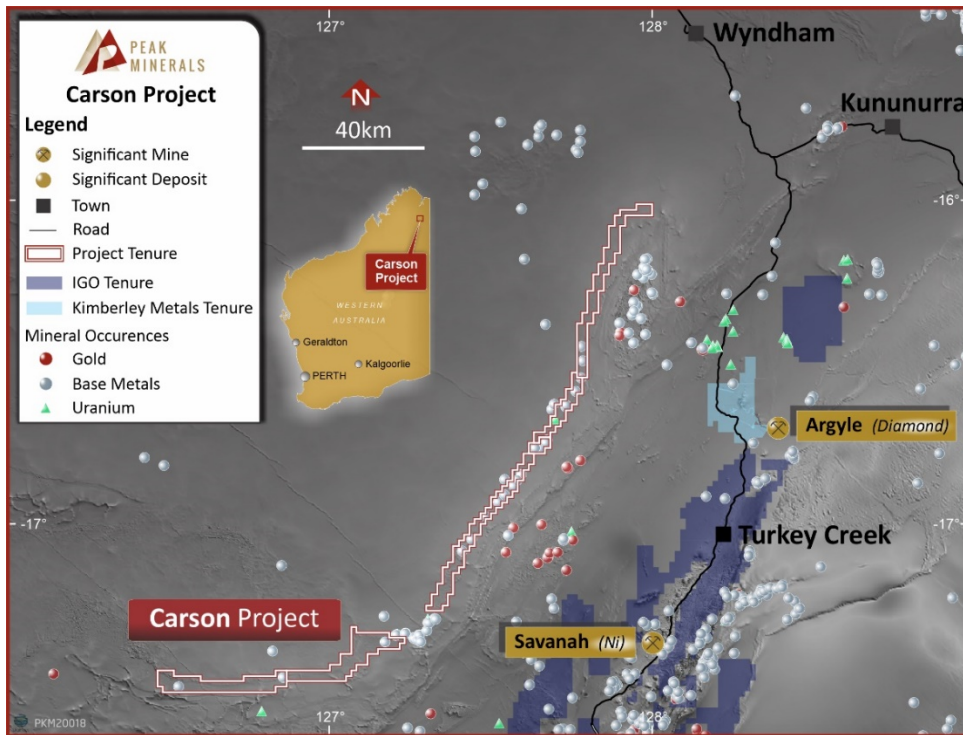 PEAK
MINERALS
Carson Project
Legend
Significant Mine
Significant Deposit
Town
Road
Project Tenure
IGO Tenure
Kimberley Metals Tenure
Mineral Occurences
Gold
Base Metals
Uranium
127°
128°
Wyndham
Kununurra
N
40km
-16°
Carson
Project
WESTERN
AUSTRALIA
Geraldton
Kalgoorlie
PERTH
Argyle (Diamond)
-17°
-17°
Turkey Creek
Carson Project
Savanah (Ni)
PKM20018
127°
128°